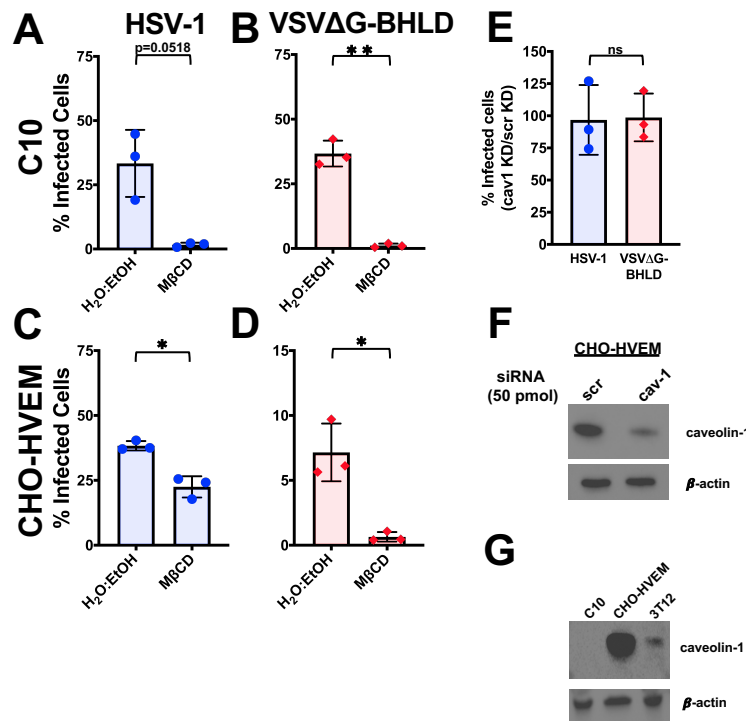 A
HSV-1
p=0.0518
C10
% Infected Cells
75
50
25
0
H₂O:EtOH
MβCD
B
VSVΔG-BHLD
**
75
50
25
0
H₂O:EtOH
MβCD
C
CHO-HVEM
% Infected Cells
*
75
50
25
0
H₂O:EtOH
MβCD
D
*
15
10
5
0
H₂O:EtOH
MβCD
E
ns
% Infected cells
(cav1 KD/scr KD)
150
125
100
75
50
25
0
HSV-1
VSVΔG-
BHLD
F
CHO-HVEM
siRNA
(50 pmol)
scr
cav-1
caveolin-1
β-actin
G
C10
CHO-HVEM
3T12
caveolin-1
β-actin